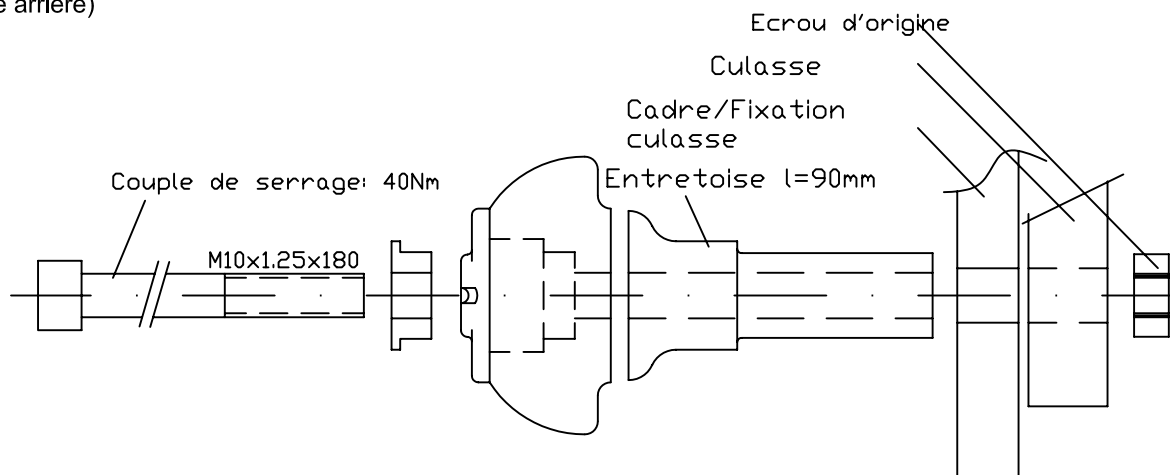 e arrière)
Ecrou d'origine
Culasse
Cadre/Fixation
culasse
Entretoise l=90mm
Couple de serrage: 40Nm
M10x1.25x180